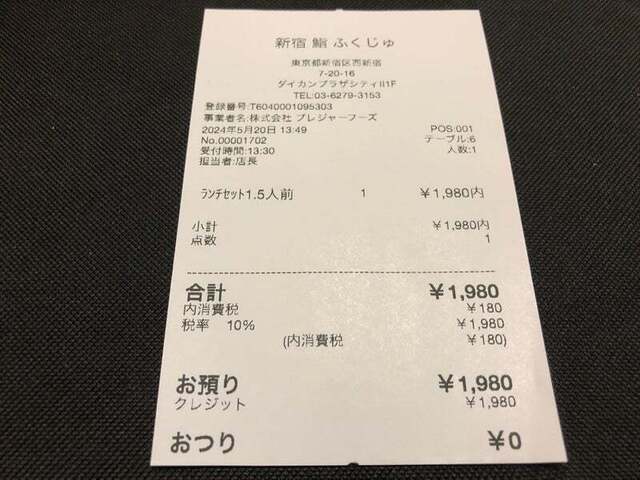 新宿 鮨 ふくじゅ
東京都新宿区西新宿
7-20-16
ダイカンプラザシティII1F
TEL:03-6279-3153
登録番号:T6040001095303
事業者名:株式会社 プレジャーフーズ
2024年5月20日 13:49 POS:001
No.00001702 テーブル:6
受付時間:13:30 人数:1
担当者:店長
ﾗﾝﾁｾｯﾄ1.5人前 1 ¥1,980内
小計 ¥1,980内
点数 1
合計 ¥1,980
内消費税 ¥180
税率 10% ¥1,980
(内消費税 ¥180)
お預り ¥1,980
クレジット ¥1,980
おつり ¥0